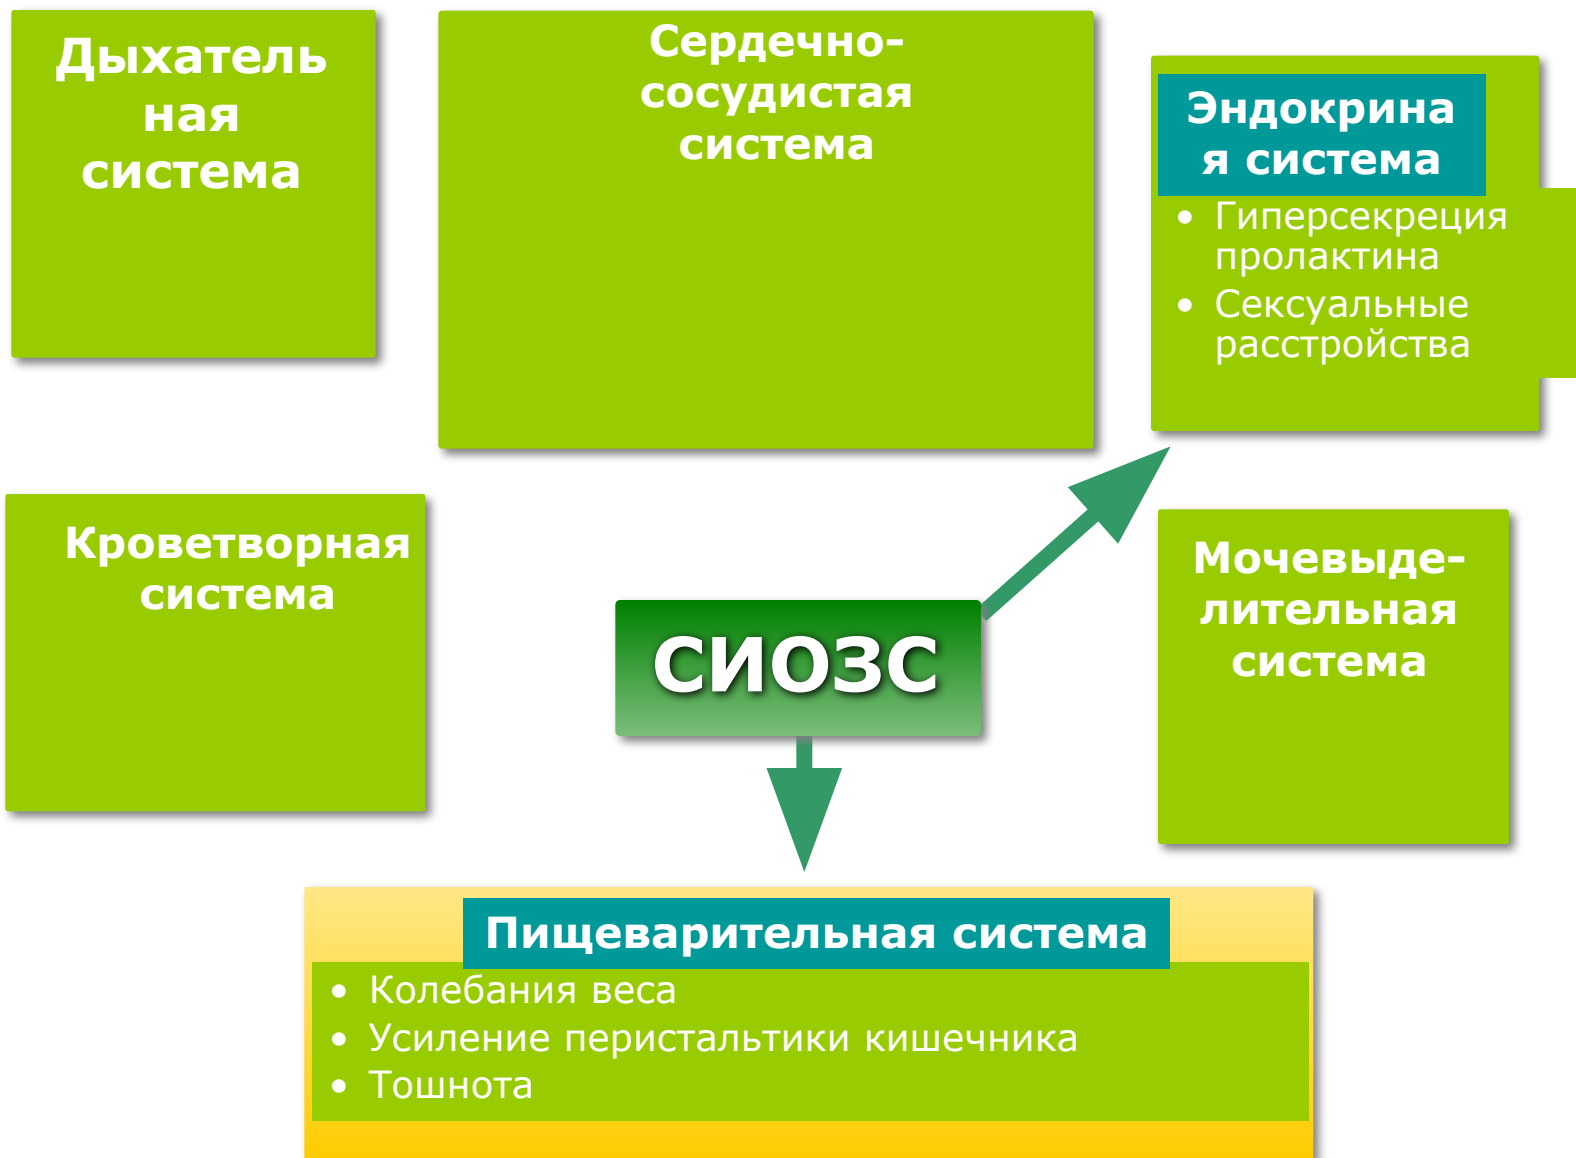 Дыхатель
ная
система
Сердечно-
сосудистая
система
Эндокрина
я система
• Гиперсекреция
пролактина
• Сексуальные
расстройства
Кроветворная
система
СИОЗС
Мочевыде-
лительная
система
Пищеварительная система
• Колебания веса
• Усиление перистальтики кишечника
• Тошнота